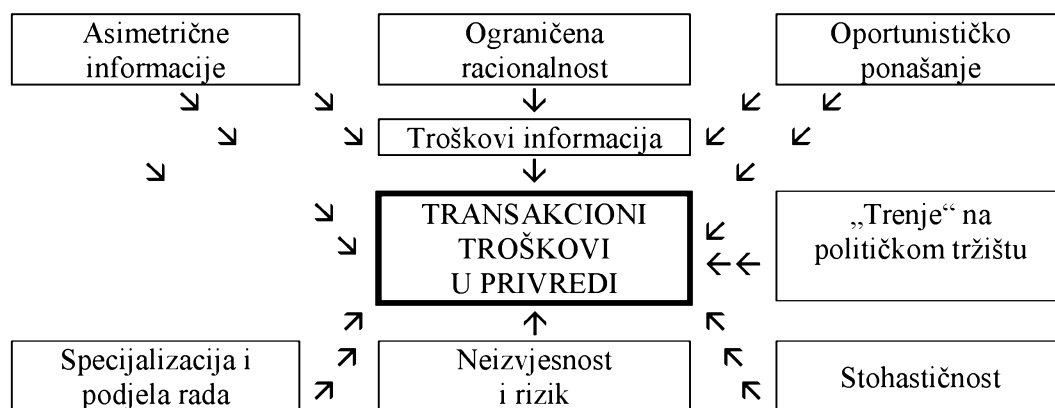 Asimetrične
informacije
Ograničena
racionalnost
Oportunističko
ponašanje
Troškovi informacija
TRANSAKCIONI
TROŠKOVI
U PRIVREDI
„Trenje“ na
političkom tržištu
Specijalizacija i
podjela rada
Neizvjesnost
i rizik
Stohastičnost